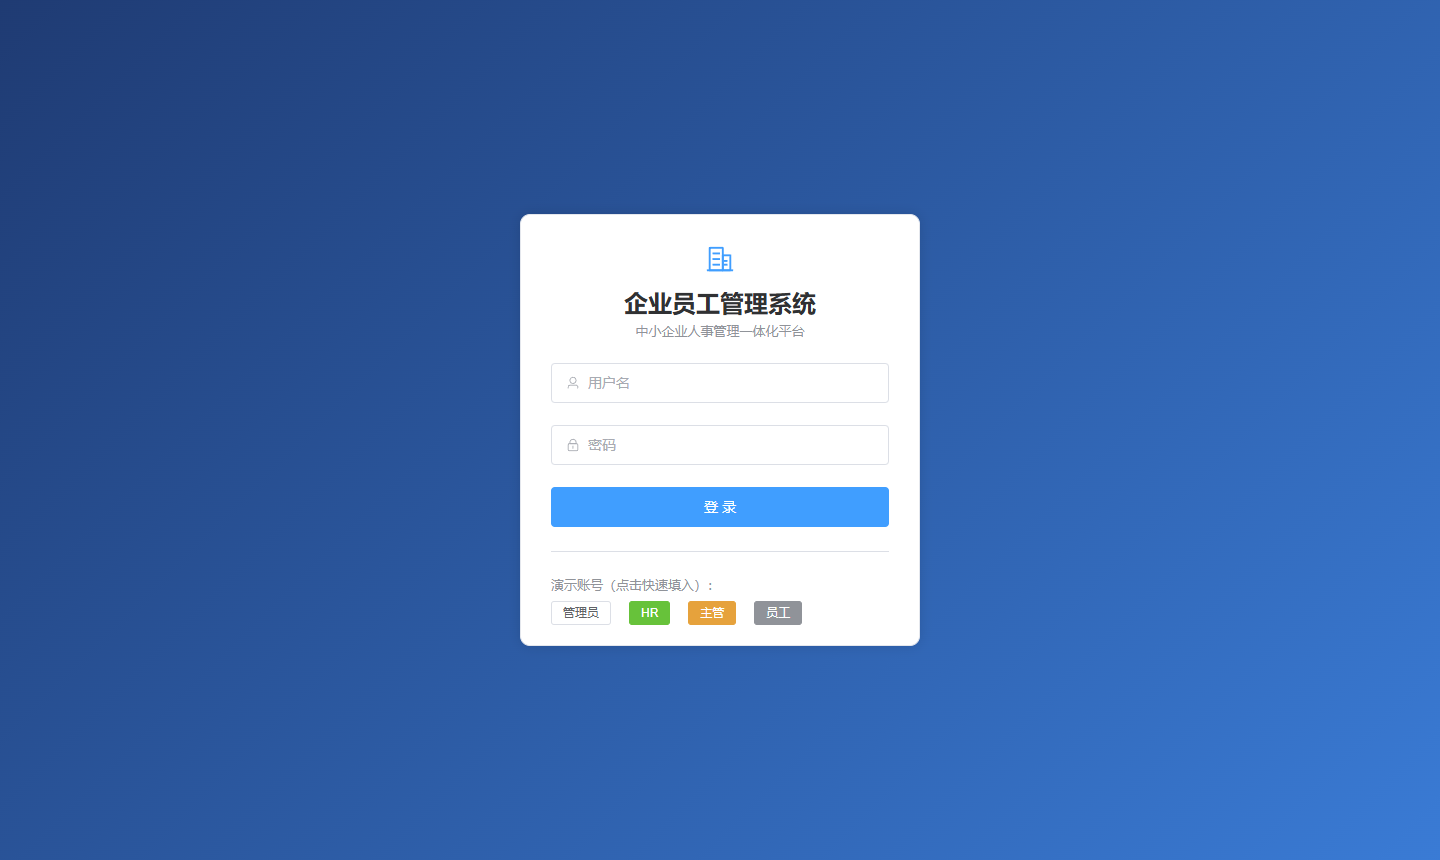 企业员工管理系统
中小企业人事管理一体化平台
用户名
密码
登 录
演示账号（点击快速填入）：
管理员 HR 主管 员工